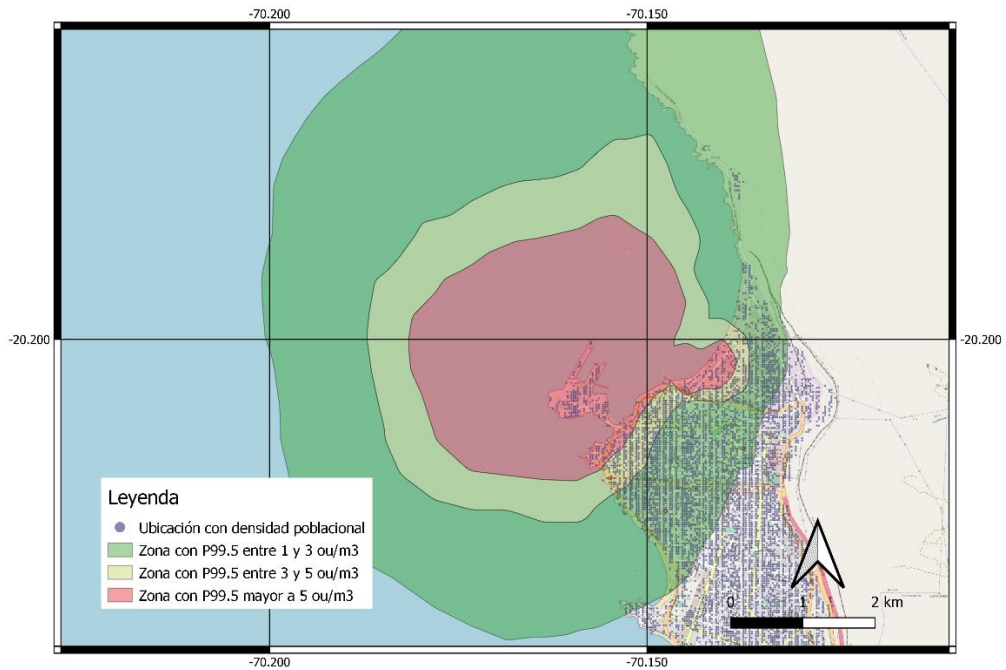 -70.200 -70.150
-20.200 -20.200
Leyenda
Ubicación con densidad poblacional
Zona con P99.5 entre 1 y 3 ou/m3
Zona con P99.5 entre 3 y 5 ou/m3
Zona con P99.5 mayor a 5 ou/m3
0 1 2 km
-70.200 -70.150